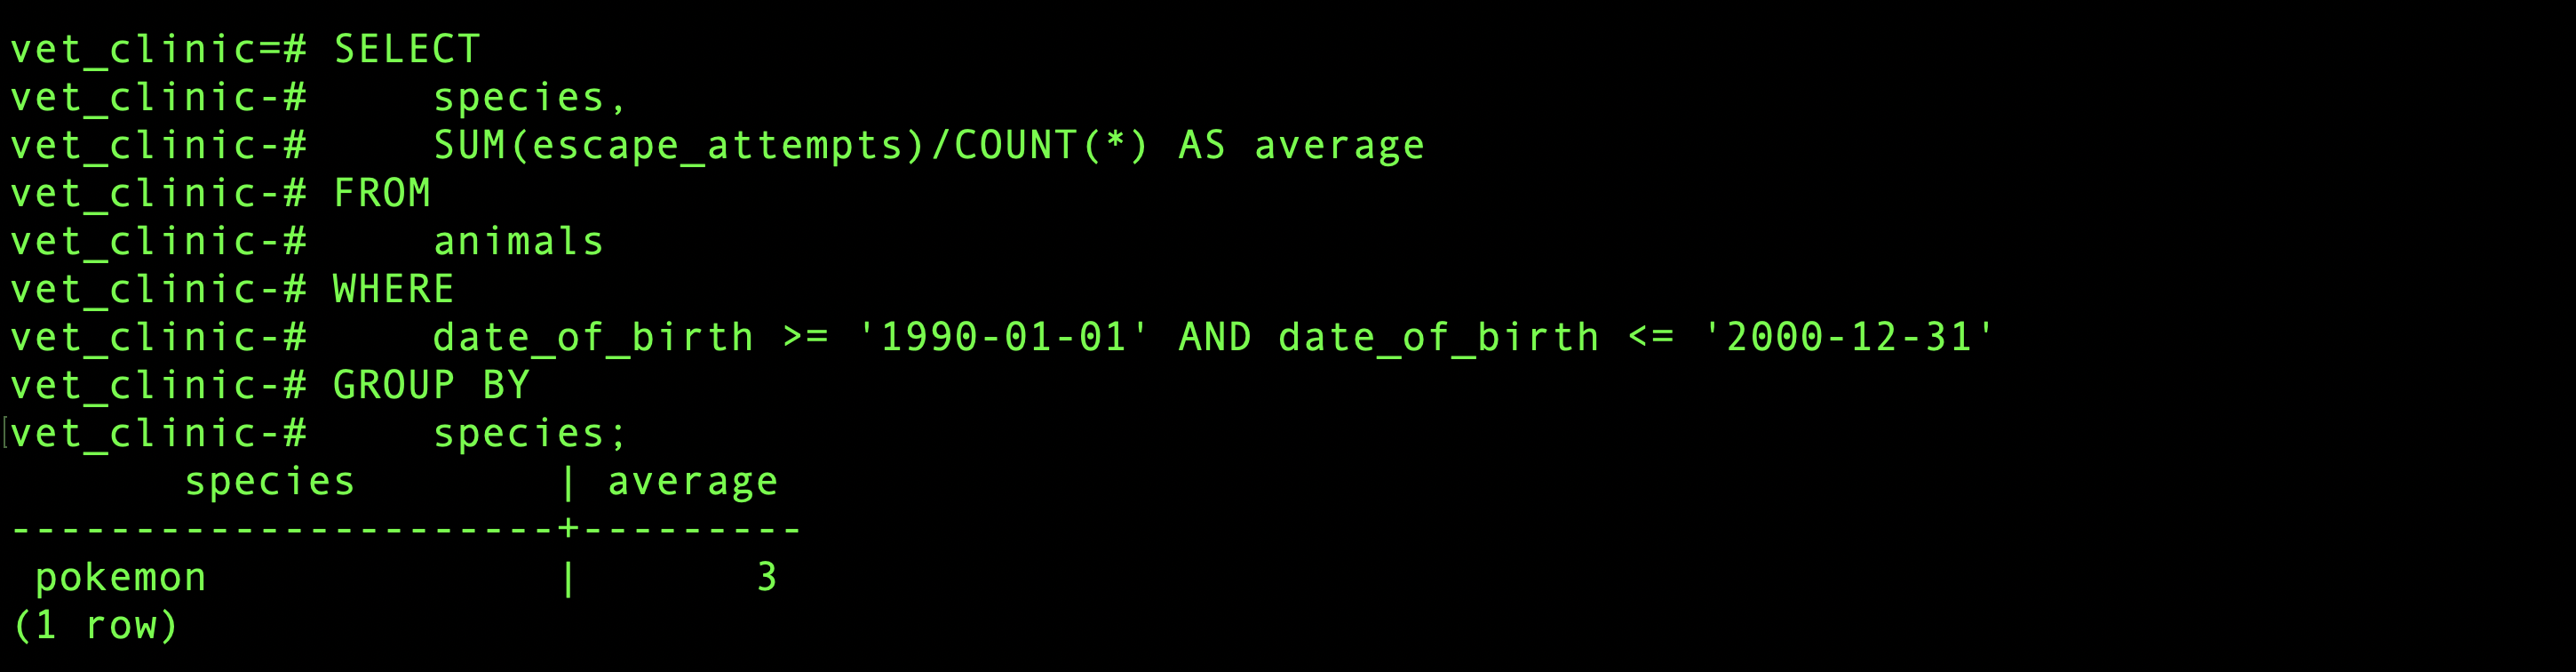 vet_clinic=# SELECT
vet_clinic-#     species,
vet_clinic-#     SUM(escape_attempts)/COUNT(*) AS average
vet_clinic-# FROM
vet_clinic-#     animals
vet_clinic-# WHERE
vet_clinic-#     date_of_birth >= '1990-01-01' AND date_of_birth <= '2000-12-31'
vet_clinic-# GROUP BY
[vet_clinic-#     species;
       species        | average
----------------------+---------
 pokemon              |       3
(1 row)